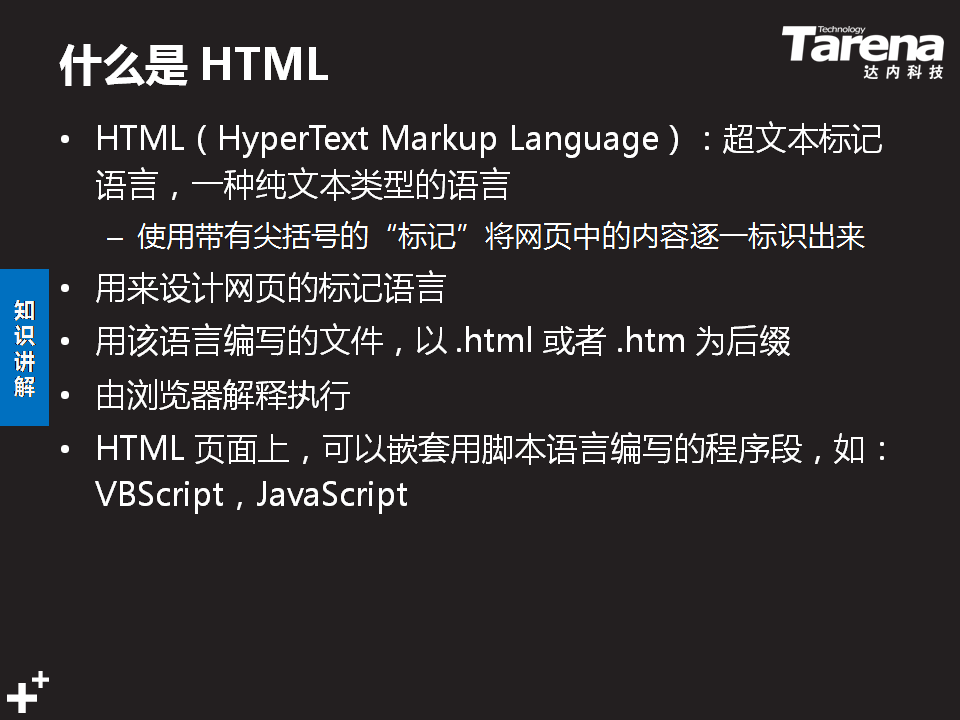 什么是 HTML
Technology
Tarena
达内科技
• HTML（HyperText Markup Language）：超文本标记
语言，一种纯文本类型的语言
– 使用带有尖括号的“标记”将网页中的内容逐一标识出来
• 用来设计网页的标记语言
• 用该语言编写的文件，以 .html 或者 .htm 为后缀
• 由浏览器解释执行
• HTML 页面上，可以嵌套用脚本语言编写的程序段，如：
VBScript，JavaScript
知识讲解